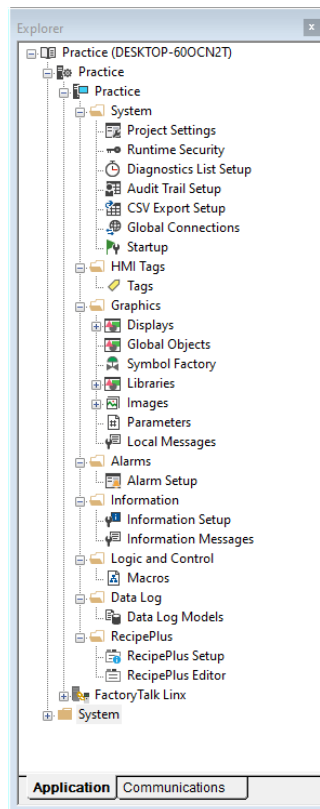 Explorer
Practice (DESKTOP-60OCN2T)
Practice
Practice
System
Project Settings
Runtime Security
Diagnostics List Setup
Audit Trail Setup
CSV Export Setup
Global Connections
Startup
HMI Tags
Tags
Graphics
Displays
Global Objects
Symbol Factory
Libraries
Images
Parameters
Local Messages
Alarms
Alarm Setup
Information
Information Setup
Information Messages
Logic and Control
Macros
Data Log
Data Log Models
RecipePlus
RecipePlus Setup
RecipePlus Editor
FactoryTalk Linx
System
Application Communications